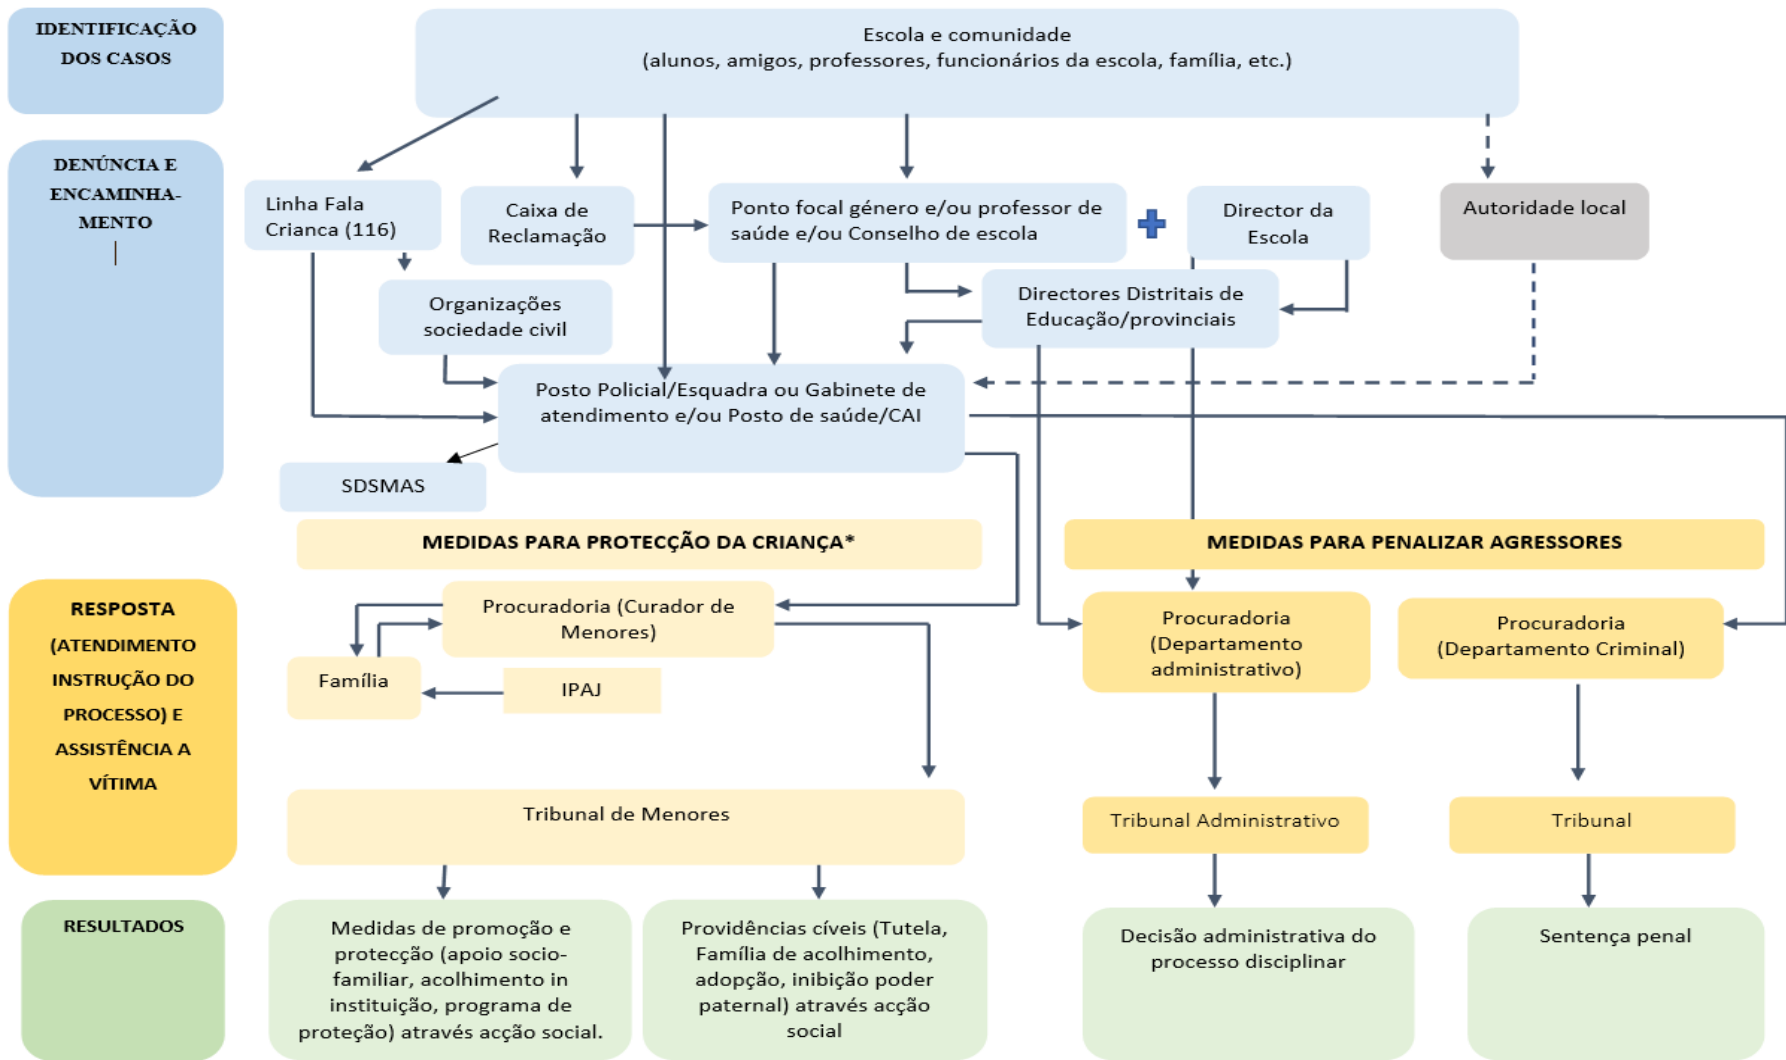 IDENTIFICAÇÃO
DOS CASOS
Escola e comunidade
(alunos, amigos, professores, funcionários da escola, família, etc.)
DENÚNCIA E
ENCAMINHA-
MENTO
Linha Fala
Crianca (116)
Caixa de
Reclamação
Ponto focal género e/ou professor de
saúde e/ou Conselho de escola
Director da
Escola
Autoridade local
Organizações
sociedade civil
Directores Distritais de
Educação/provinciais
Posto Policial/Esquadra ou Gabinete de
atendimento e/ou Posto de saúde/CAI
SDSMAS
MEDIDAS PARA PROTECÇÃO DA CRIANÇA*
MEDIDAS PARA PENALIZAR AGRESSORES
RESPOSTA
(ATENDIMENTO
INSTRUÇÃO DO
PROCESSO) E
ASSISTÊNCIA A
VÍTIMA
Procuradoria (Curador de
Menores)
Família
IPAJ
Procuradoria
(Departamento
administrativo)
Procuradoria
(Departamento Criminal)
Tribunal de Menores
Tribunal Administrativo
Tribunal
RESULTADOS
Medidas de promoção e
protecção (apoio socio-
familiar, acolhimento in
instituição, programa de
proteção) através acção social.
Providências cíveis (Tutela,
Família de acolhimento,
adopção, inibição poder
paternal) através acção
social
Decisão administrativa do
processo disciplinar
Sentença penal